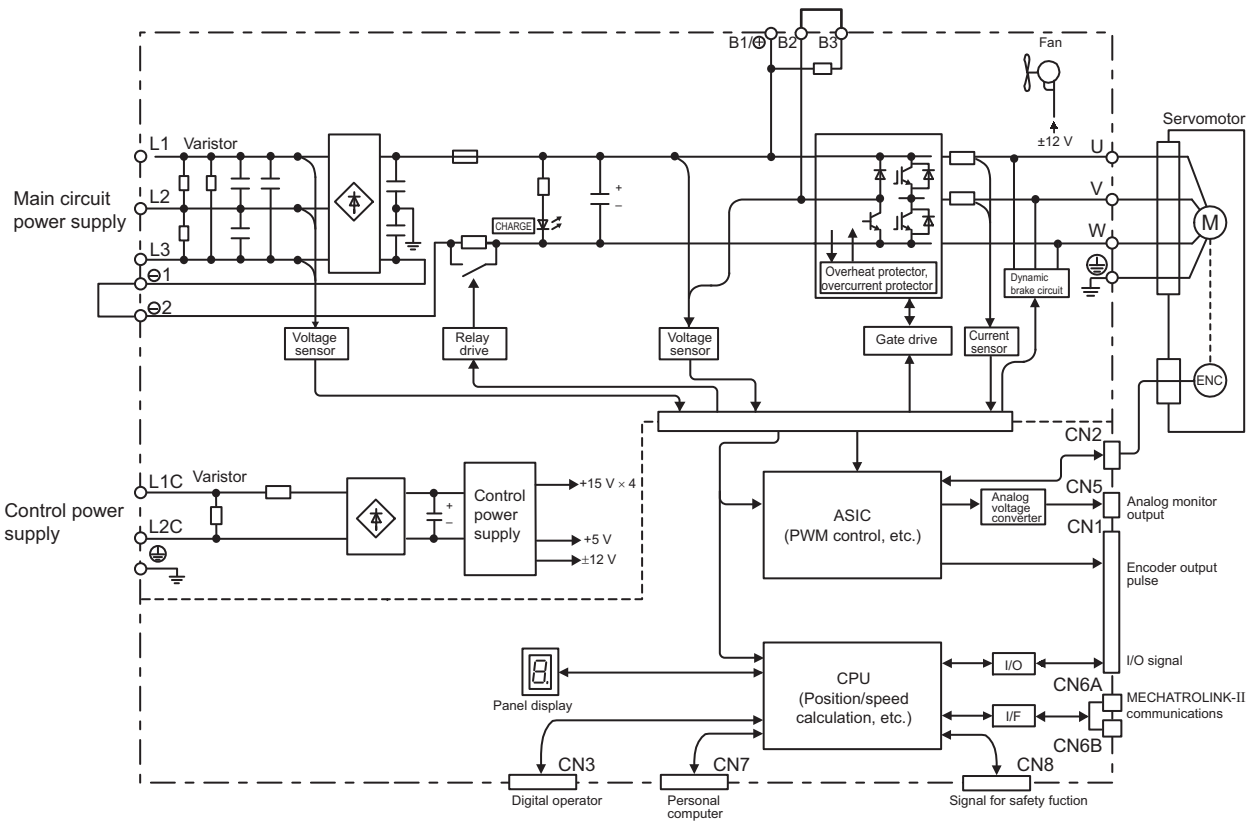 B1/⊕ B2 B3
Fan
±12 V
Servomotor
L1 Varistor
U
Main circuit
power supply
L2
V
CHARGE
+
–
W
M
L3
⊖1
Overheat protector,
overcurrent protector
Dynamic
brake circuit
⊖2
Voltage
sensor
Relay
drive
Voltage
sensor
Gate drive
Current
sensor
ENC
CN2
L1C Varistor
Control power
supply
+
–
Control
power
supply
+15 V × 4
+5 V
±12 V
L2C
ASIC
(PWM control, etc.)
Analog
voltage
converter
CN5
Analog monitor
output
CN1
Encoder output
pulse
I/O signal
8.
Panel display
CPU
(Position/speed
calculation, etc.)
I/O
I/F
CN6A
MECHATROLINK-II
communications
CN6B
CN3
Digital operator
CN7
Personal
computer
CN8
Signal for safety fuction